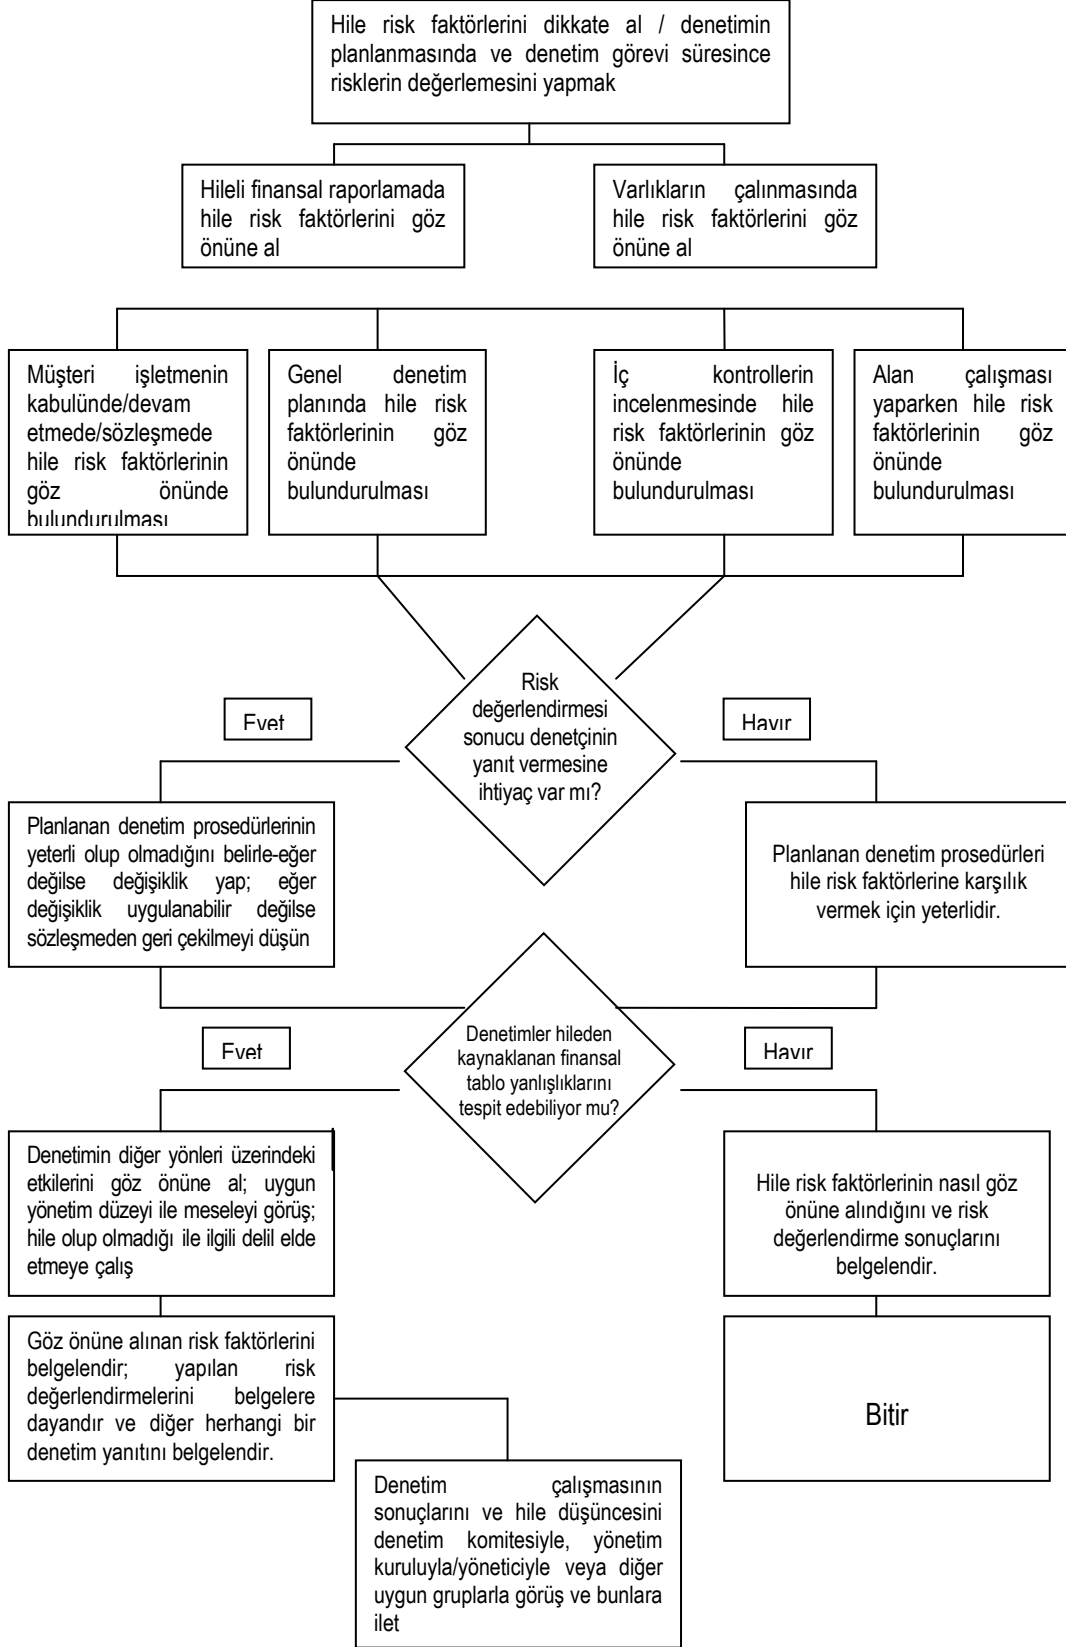 Hile risk faktörlerini dikkate al / denetimin
planlanmasında ve denetim görevi süresince
risklerin değerlemesini yapmak
Hileli finansal raporlamada
hile risk faktörlerini göz
önüne al
Varlıkların çalınmasında
hile risk faktörlerini göz
önüne al
Müşteri işletmenin
kabulünde/devam
etmede/sözleşmede
hile risk faktörlerinin
göz önünde
bulundurulması
Genel denetim
planında hile risk
faktörlerinin göz
önünde
bulundurulması
İç kontrollerin
incelenmesinde hile
risk faktörlerinin göz
önünde
bulundurulması
Alan çalışması
yaparken hile risk
faktörlerinin göz
önünde
bulundurulması
Risk
değerlendirmesi
sonucu denetçinin
yanıt vermesine
ihtiyaç var mı?
Evet
Hayır
Planlanan denetim prosedürlerinin
yeterli olup olmadığını belirle-eğer
değilse değişiklik yap; eğer
değişiklik uygulanabilir değilse
sözleşmeden geri çekilmeyi düşün
Planlanan denetim prosedürleri
hile risk faktörlerine karşılık
vermek için yeterlidir.
Denetimler hileden
kaynaklanan finansal
tablo yanlışlıklarını
tespit edebiliyor mu?
Evet
Hayır
Denetimin diğer yönleri üzerindeki
etkilerini göz önüne al; uygun
yönetim düzeyi ile meseleyi görüş;
hile olup olmadığı ile ilgili delil elde
etmeye çalış
Hile risk faktörlerinin nasıl göz
önüne alındığını ve risk
değerlendirme sonuçlarını
belgelendir.
Göz önüne alınan risk faktörlerini
belgelendir; yapılan risk
değerlendirmelerini belgelere
dayandır ve diğer herhangi bir
denetim yanıtını belgelendir.
Bitir
Denetim çalışmasının
sonuçlarını ve hile düşüncesini
denetim komitesiyle, yönetim
kuruluyla/yöneticiyle veya diğer
uygun gruplarla görüş ve bunlara
ilet